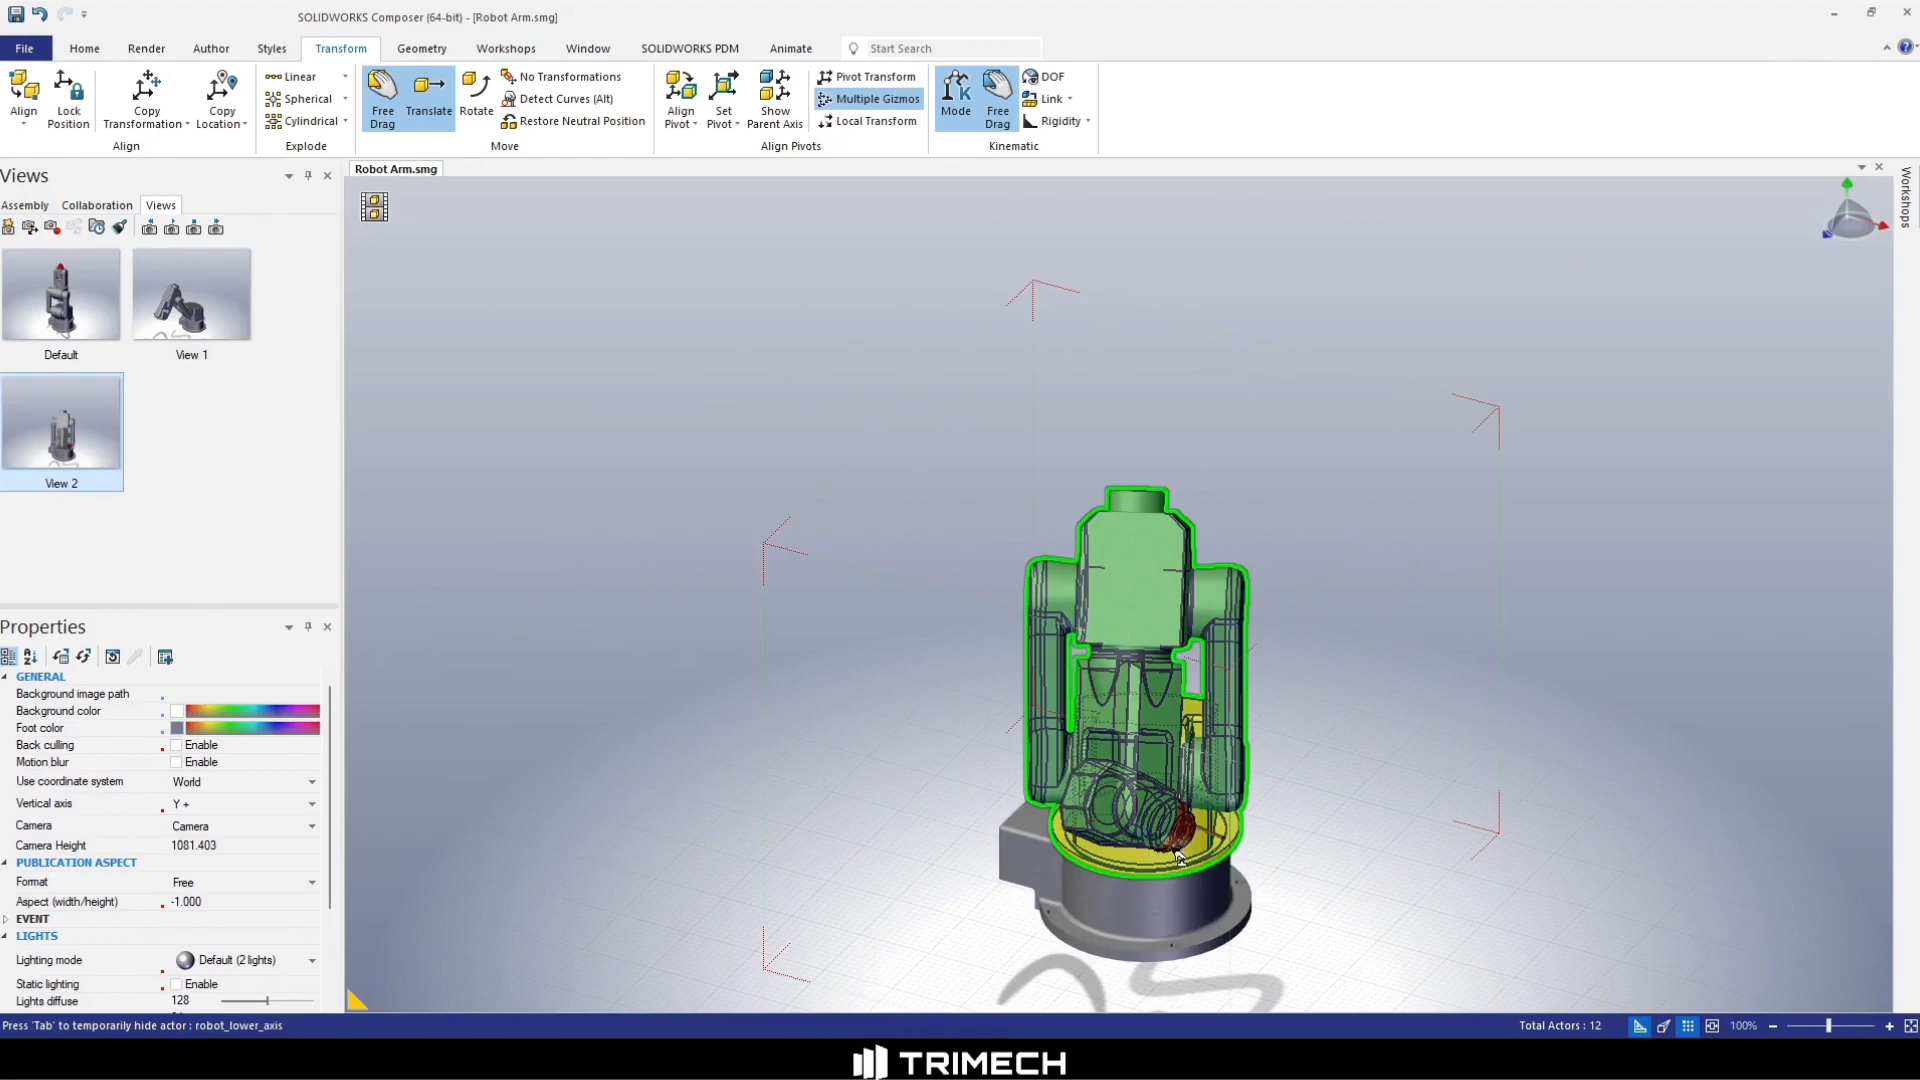 SOLIDWORKS Composer (64-bit) - [Robot Arm.smg]
File Home Render Author Styles Transform Geometry Workshops Window SOLIDWORKS PDM Animate Start Search
Align
Lock Position
Copy Transformation
Copy Location
Align
Linear
Spherical
Cylindrical
Explode
Free Drag
Translate
Rotate
No Transformations
Detect Curves (Alt)
Restore Neutral Position
Move
Align Pivot
Set Pivot
Show Parent Axis
Pivot Transform
Multiple Gizmos
Local Transform
Align Pivots
K
Mode
Free Drag
DOF
Link
Rigidity
Kinematic
Views
Assembly Collaboration Views
Default
View 1
View 2
Robot Arm.smg
Workshops
Properties
GENERAL
Background image path
Background color
Foot color
Back culling Enable
Motion blur Enable
Use coordinate system World
Vertical axis Y +
Camera Camera
Camera Height 1081.403
PUBLICATION ASPECT
Format Free
Aspect (width/height) -1.000
EVENT
LIGHTS
Lighting mode Default (2 lights)
Static lighting Enable
Lights diffuse 128
Press 'Tab' to temporarily hide actor : robot_lower_axis
Total Actors : 12
100%
TRIMECH